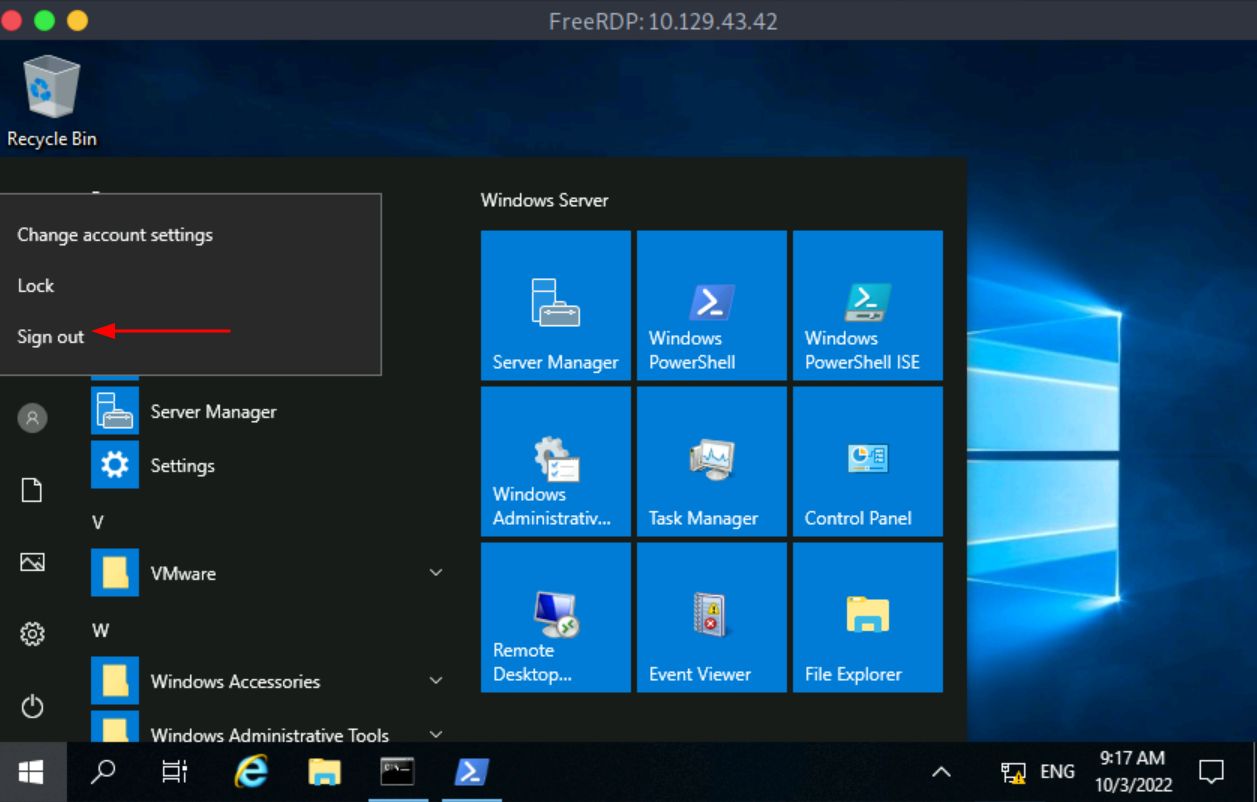 FreeRDP: 10.129.43.42
Recycle Bin
Change account settings
Lock
Sign out
Server Manager
Settings
V
VMware
W
Windows Accessories
Windows Administrative Tools
Windows Server
Server Manager
Windows
PowerShell
Windows
PowerShell ISE
Windows
Administrativ...
Task Manager
Control Panel
Remote
Desktop...
Event Viewer
File Explorer
ENG
9:17 AM
10/3/2022